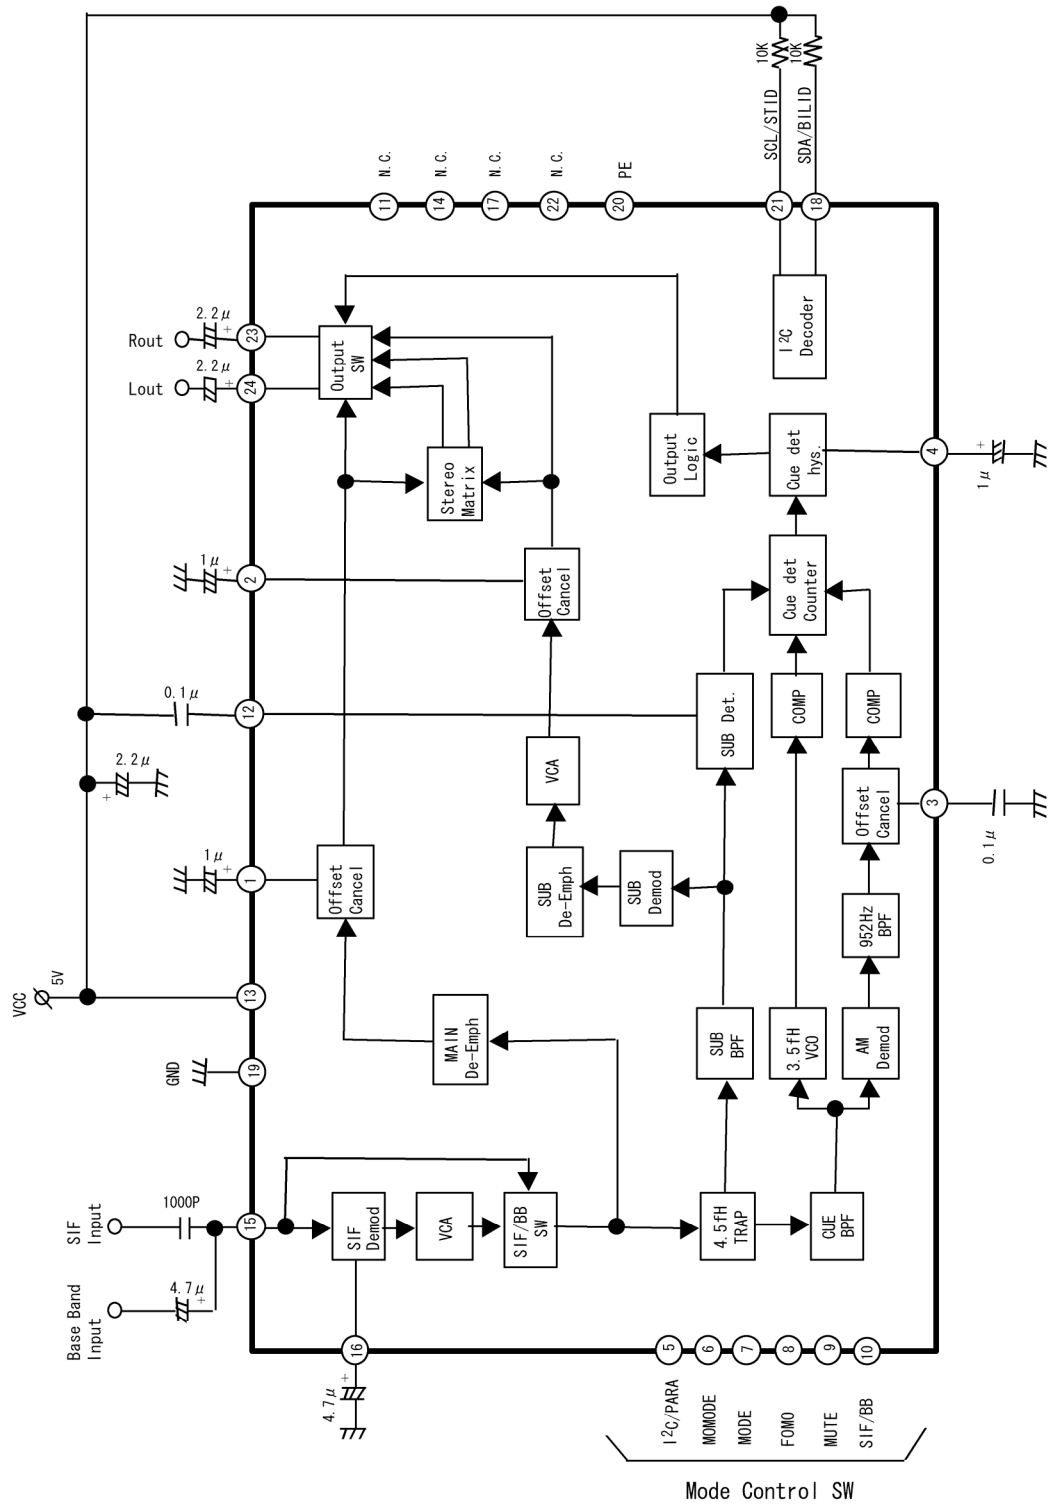 SIF
Input
1000P
Base Band
Input
4.7μ
+
15
GND
19
VCC
5V
13
1μ
+
1
2.2μ
+
0.1μ
12
1μ
+
2
Lout
2.2μ
+
24
Rout
2.2μ
+
23
11
N.C.
14
N.C.
17
N.C.
22
N.C.
20
PE
21
SCL/STID
10K
18
SDA/BILID
10K
SIF
Demod
VCA
SIF/BB
SW
MAIN
De-Emph
Offset
Cancel
Stereo
Matrix
Output
SW
4.5fH
TRAP
SUB
BPF
SUB
Demod
SUB
De-Emph
VCA
Offset
Cancel
SUB Det.
Output
Logic
CUE
BPF
3.5fH
VCO
COMP
Cue det
Counter
Cue det
hys.
I²C
Decoder
AM
Demod
952Hz
BPF
Offset
Cancel
COMP
16
4.7μ
+
3
0.1μ
4
1μ
+
5
I²C/PARA
6
MOMODE
7
MODE
8
FOMO
9
MUTE
10
SIF/BB
Mode Control SW